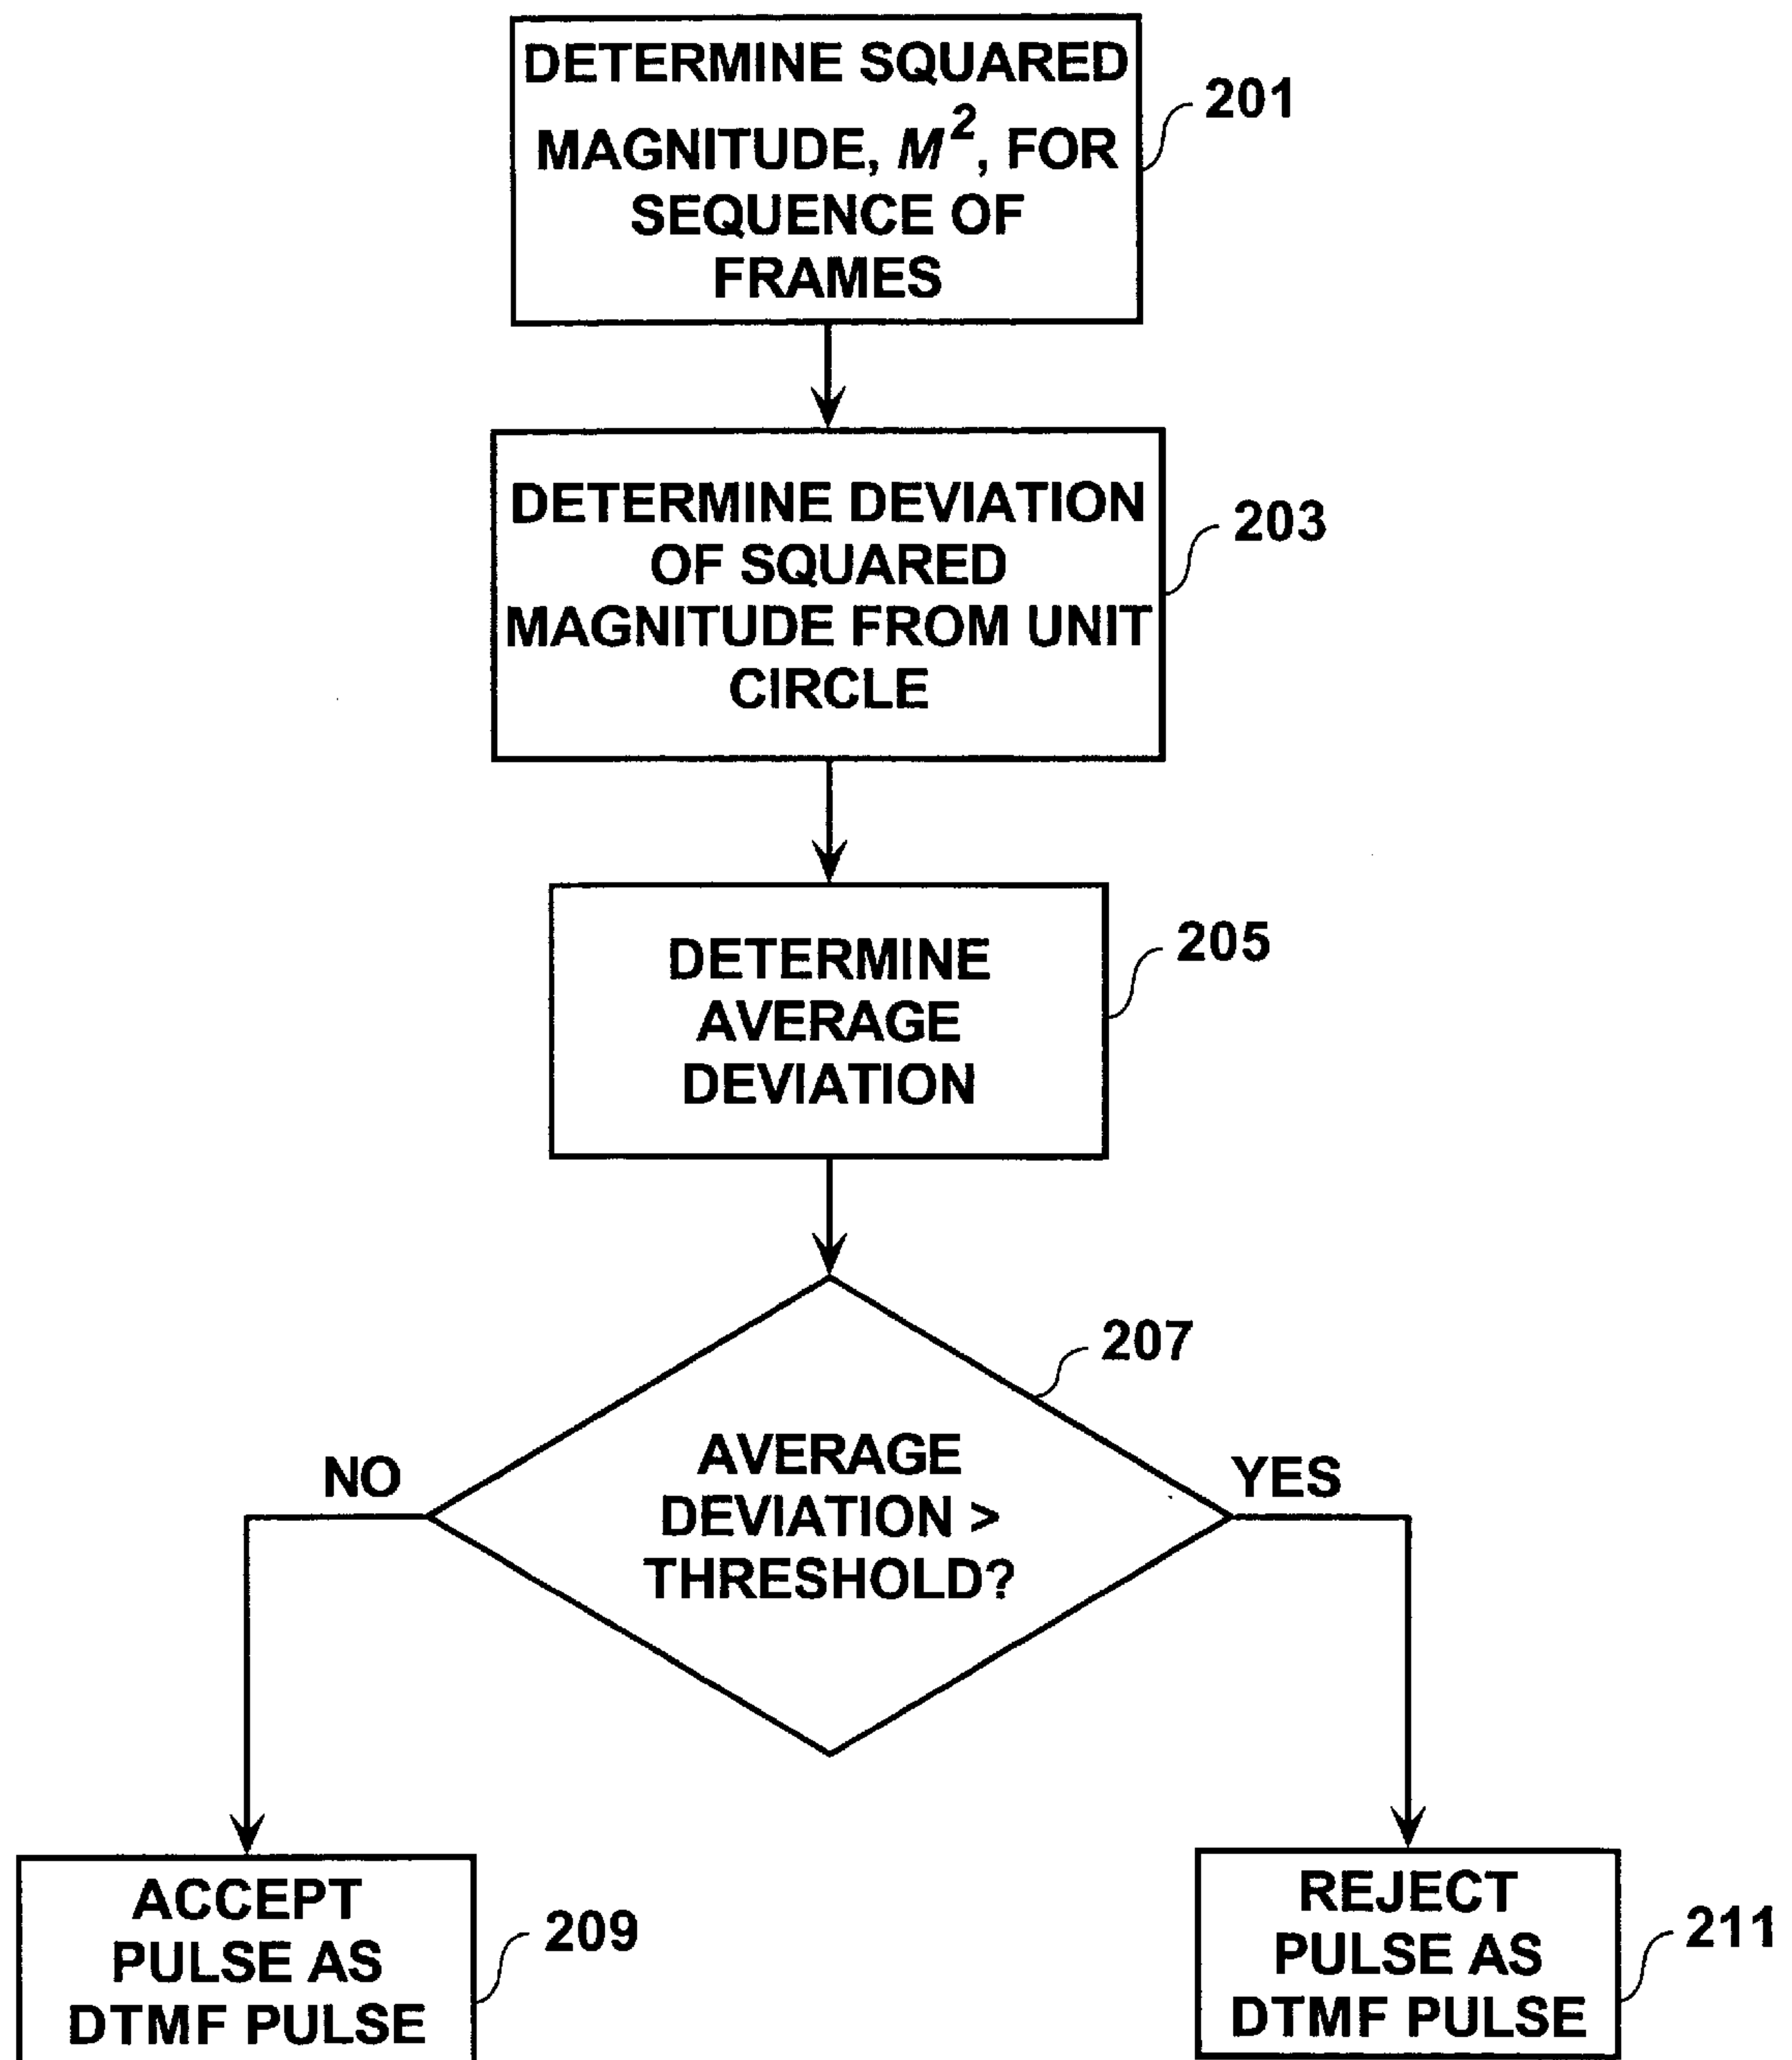 DETERMINE SQUARED
MAGNITUDE, M², FOR
SEQUENCE OF
FRAMES
201
DETERMINE DEVIATION
OF SQUARED
MAGNITUDE FROM UNIT
CIRCLE
203
DETERMINE
AVERAGE
DEVIATION
205
207
AVERAGE
DEVIATION >
THRESHOLD?
NO
YES
ACCEPT
PULSE AS
DTMF PULSE
209
REJECT
PULSE AS
DTMF PULSE
211